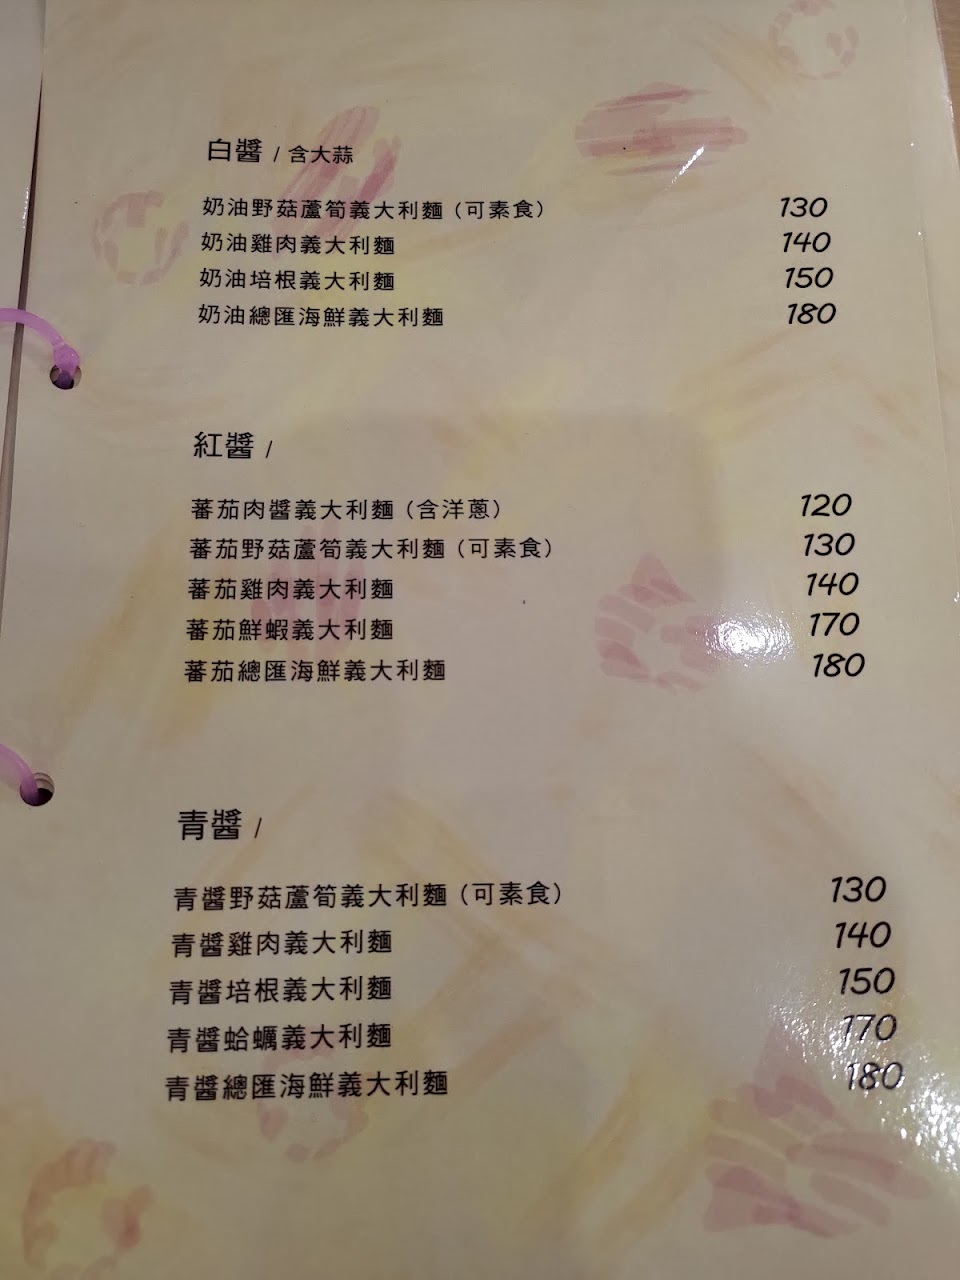 白醬 / 含大蒜
奶油野菇蘆筍義大利麵（可素食） 130
奶油雞肉義大利麵 140
奶油培根義大利麵 150
奶油總匯海鮮義大利麵 180
紅醬 /
蕃茄肉醬義大利麵（含洋蔥） 120
蕃茄野菇蘆筍義大利麵（可素食） 130
蕃茄雞肉義大利麵 140
蕃茄鮮蝦義大利麵 170
蕃茄總匯海鮮義大利麵 180
青醬 /
青醬野菇蘆筍義大利麵（可素食） 130
青醬雞肉義大利麵 140
青醬培根義大利麵 150
青醬蛤蠣義大利麵 170
青醬總匯海鮮義大利麵 180